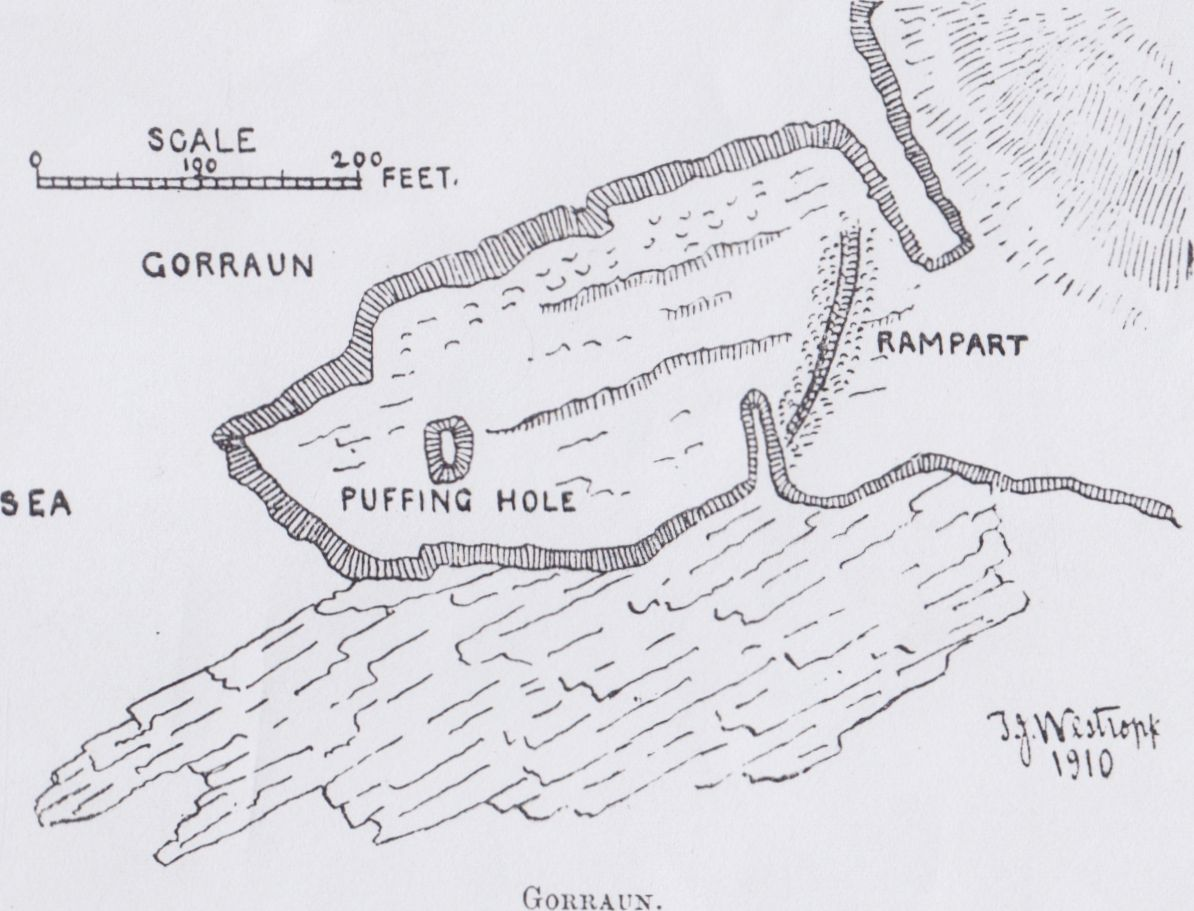 SCALE
0 100 200 FEET.
GORRAUN
RAMPART
SEA
PUFFING HOLE
T.J. Westropp
1910
GORRAUN.